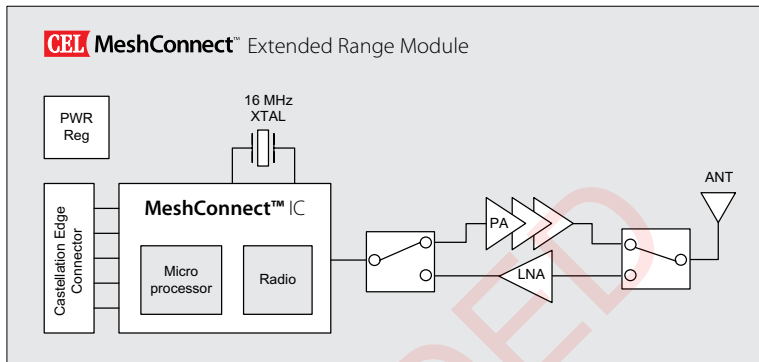 CEL MeshConnect™ Extended Range Module
PWR
Reg
16 MHz
XTAL
Castellation Edge
Connector
MeshConnect™ IC
Micro
processor
Radio
PA
LNA
ANT